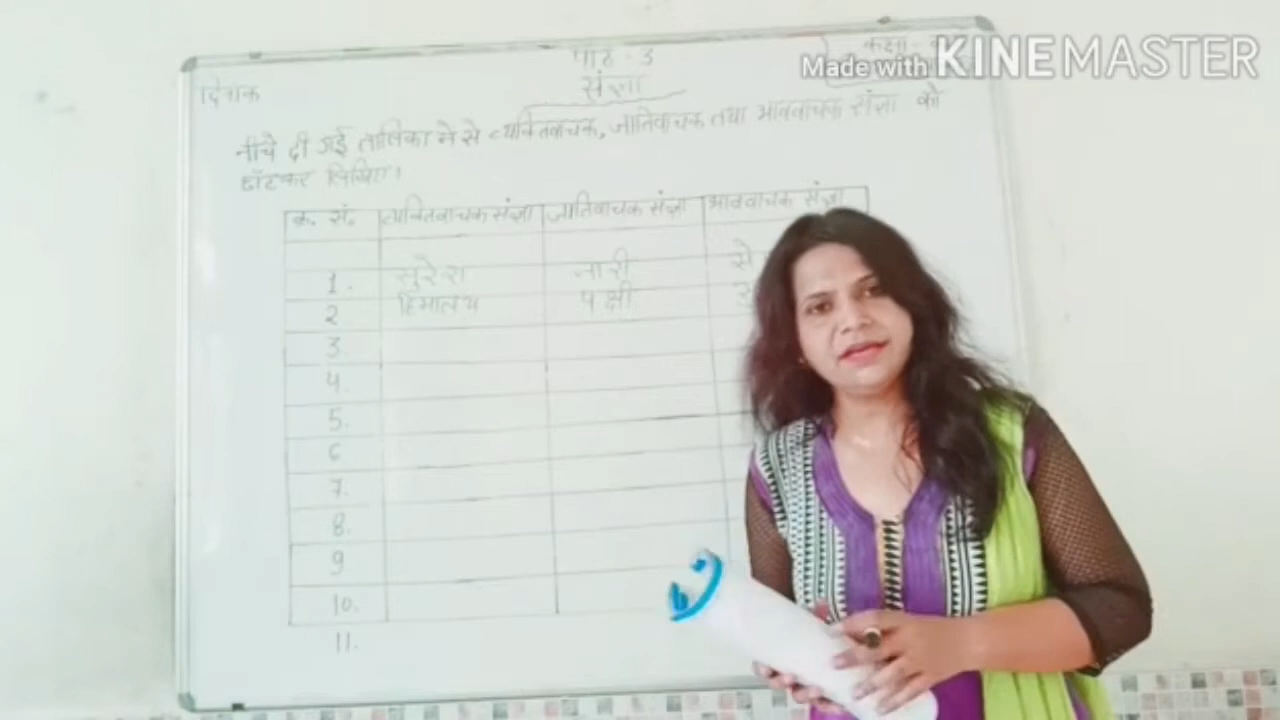 Made with KINEMASTER
पाठ - 3
दिनांक
संज्ञा
नीचे दी गई तालिका मे से व्यक्तिवाचक, जातिवाचक तथा भाववाचक संज्ञा को
छाँटकर लिखिए।
क्र. सं. व्यक्तिवाचक संज्ञा जातिवाचक संज्ञा भाववाचक संज्ञा
1. सुरेश नारी
2 हिमालय पक्षी
3
4.
5.
6
7.
8.
9
10.
11.